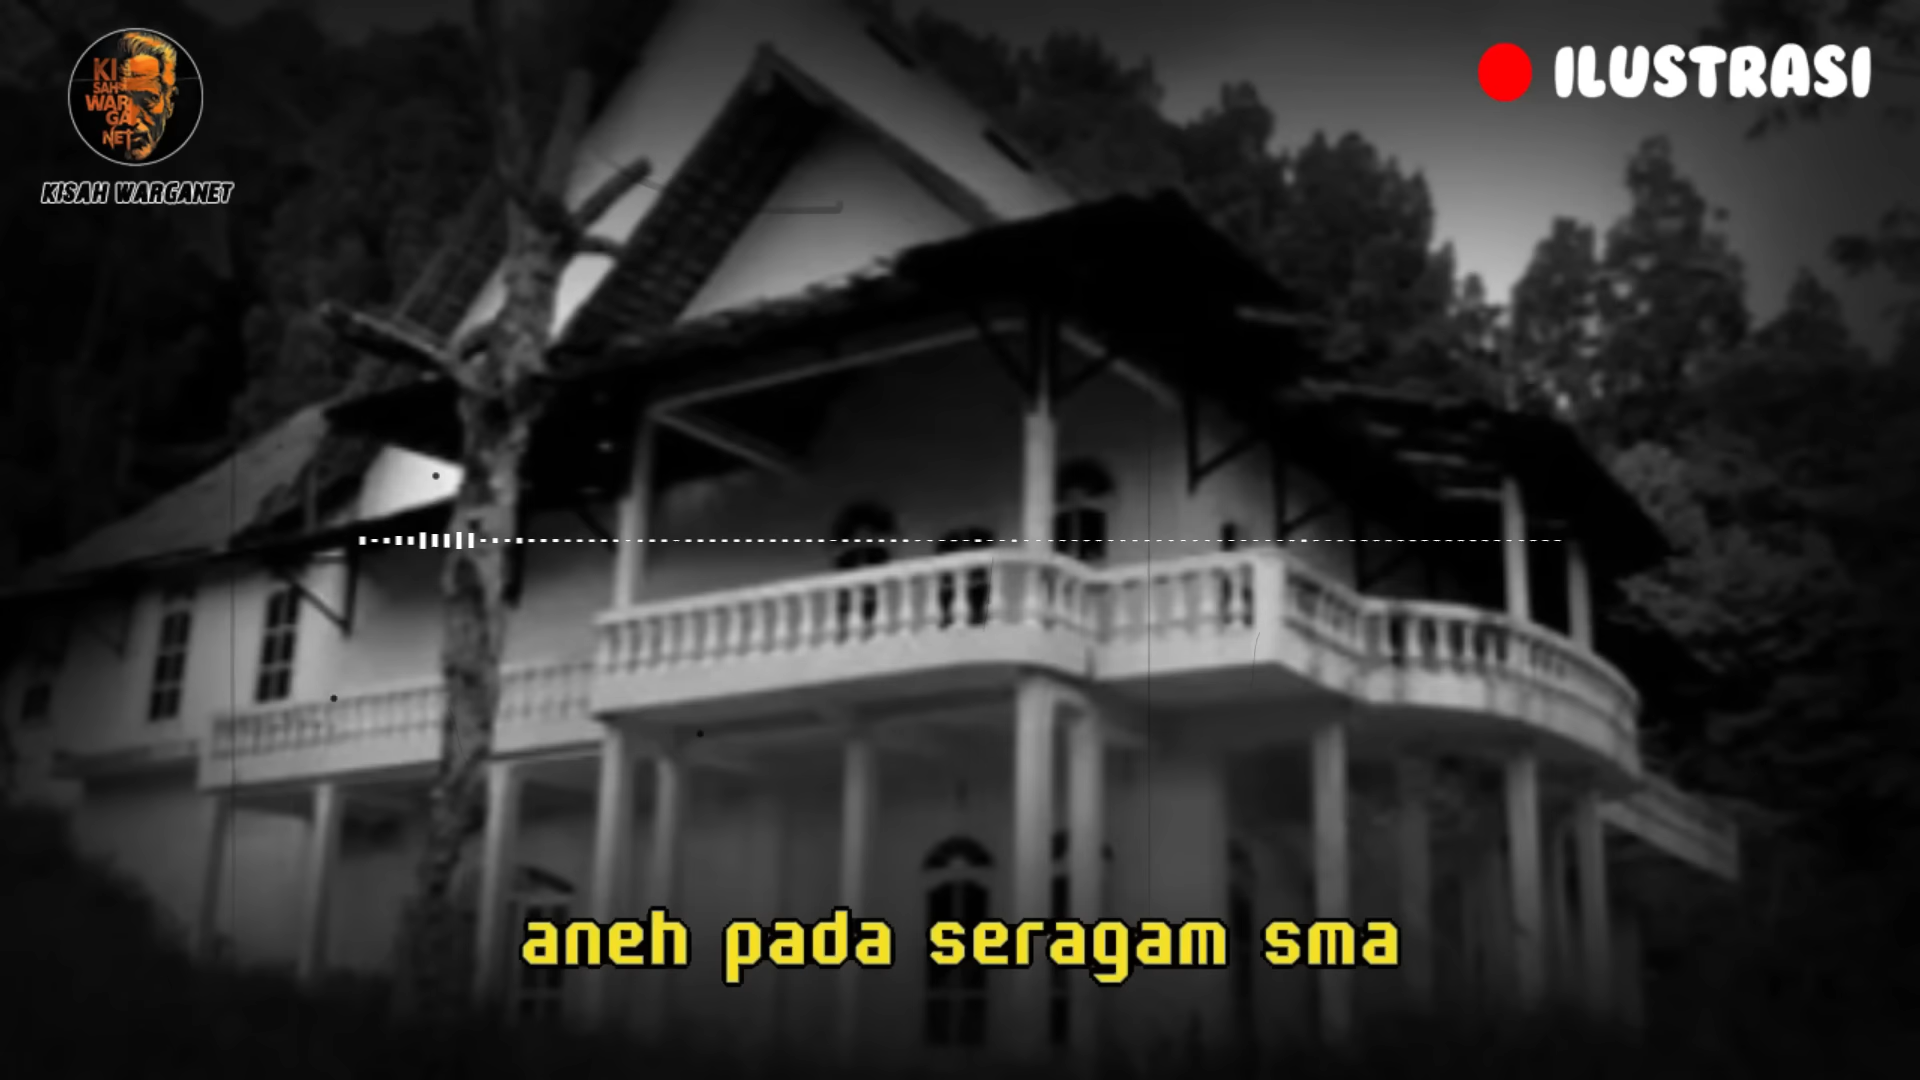 KI
SAH
WAR
GA
NET
KISAH WARGANET
ILUSTRASI
aneh pada seragam sma